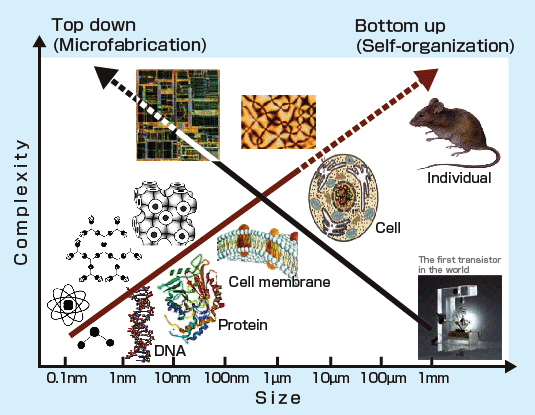 Top down
(Microfabrication)
Bottom up
(Self-organization)
Complexity
Individual
Cell
The first transistor
in the world
Cell membrane
Protein
DNA
0.1nm 1nm 10nm 100nm 1μm 10μm 100μm 1mm
Size